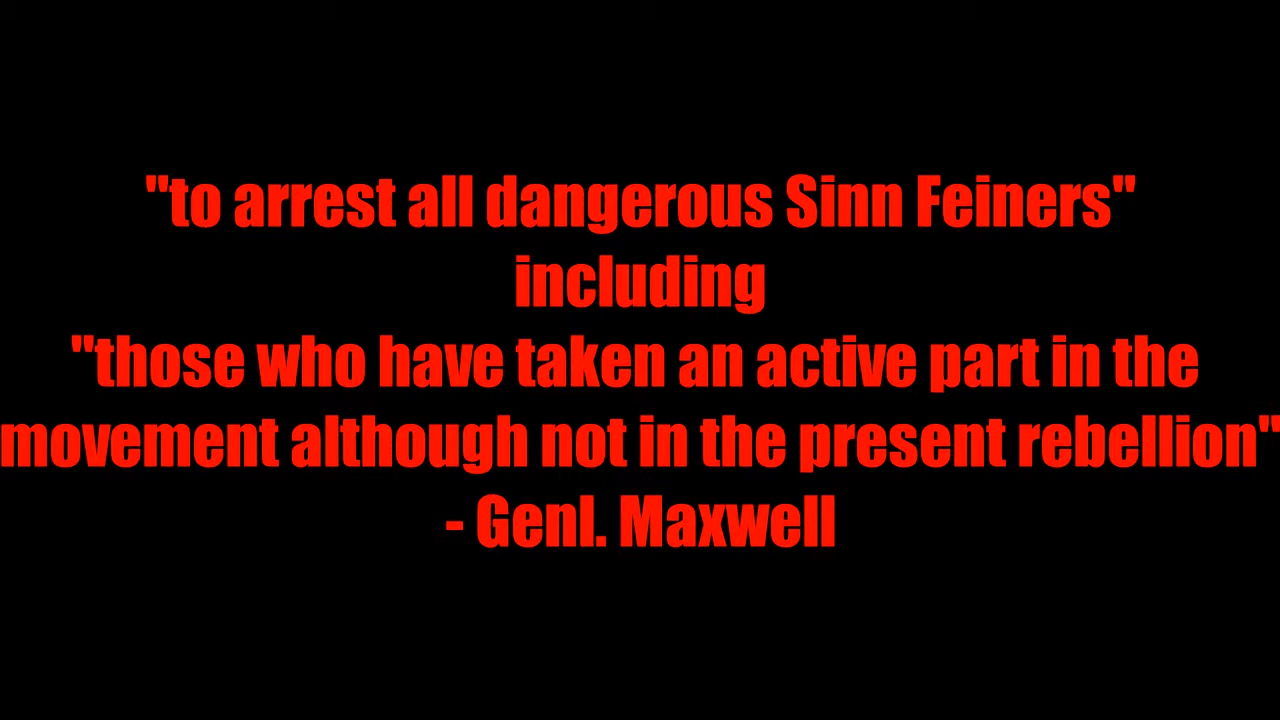 "to arrest all dangerous Sinn Feiners"
including
"those who have taken an active part in the
movement although not in the present rebellion"
- Genl. Maxwell